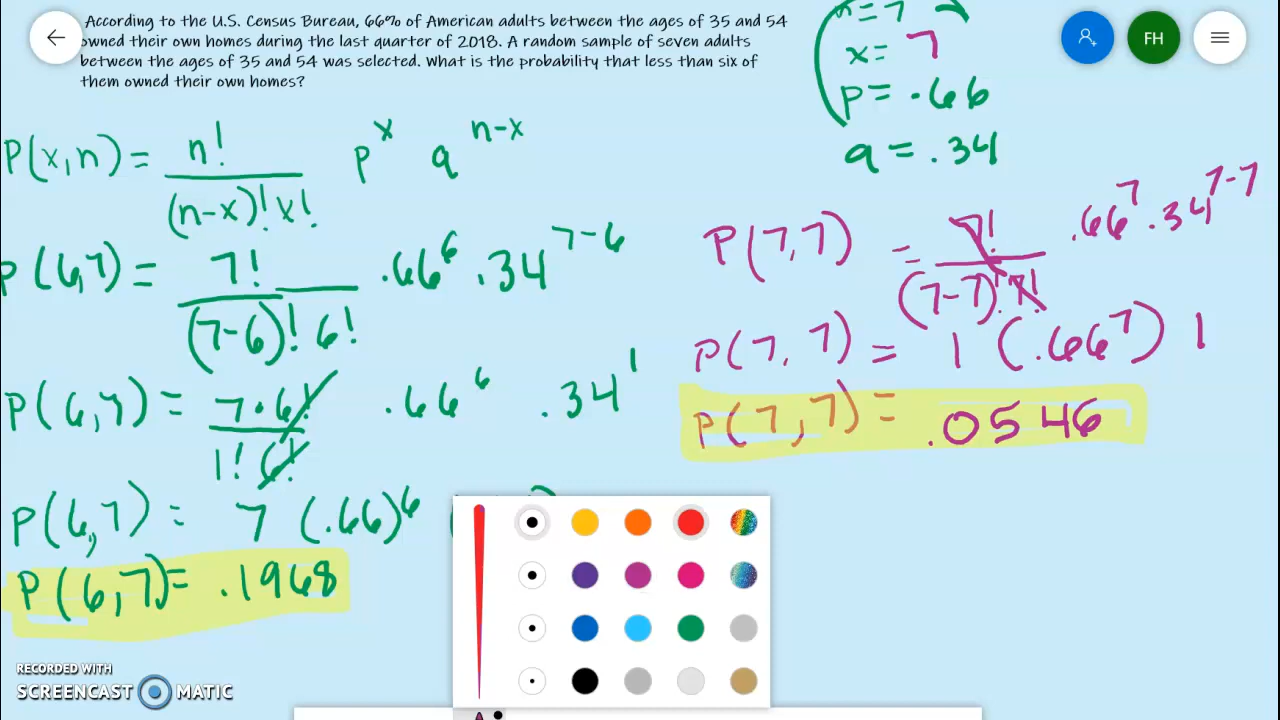 According to the U.S. Census Bureau, 66% of American adults between the ages of 35 and 54
owned their own homes during the last quarter of 2018. A random sample of seven adults
between the ages of 35 and 54 was selected. What is the probability that less than six of
them owned their own homes?
n=7
x=7
p=.66
q=.34
FH
P(x,n) = n! / (n-x)! x! p^x q^n-x
P(6,7) = 7! / (7-6)! 6! .66^6 .34^7-6
P(6,7) = 7·6! / 1! 6! .66^6 .34^1
P(6,7) = 7 (.66)^6
P(6,7) = .1968
P(7,7) = 7! / (7-7)! 7! .66^7 .34^7-7
P(7,7) = 1 (.66^7) 1
P(7,7) = .0546
RECORDED WITH
SCREENCAST MATIC